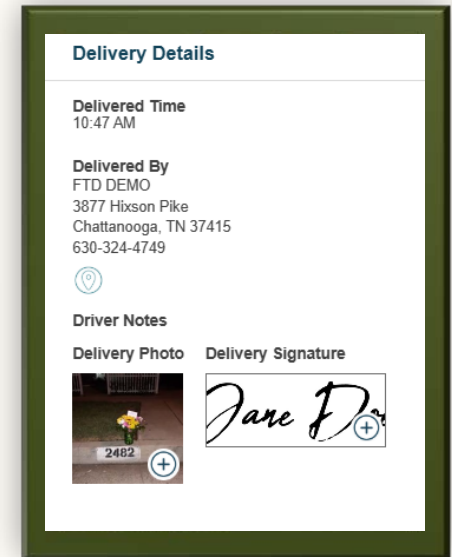 Delivery Details
Delivered Time
10:47 AM
Delivered By
FTD DEMO
3877 Hixson Pike
Chattanooga, TN 37415
630-324-4749
Driver Notes
Delivery Photo Delivery Signature
Jane
2482